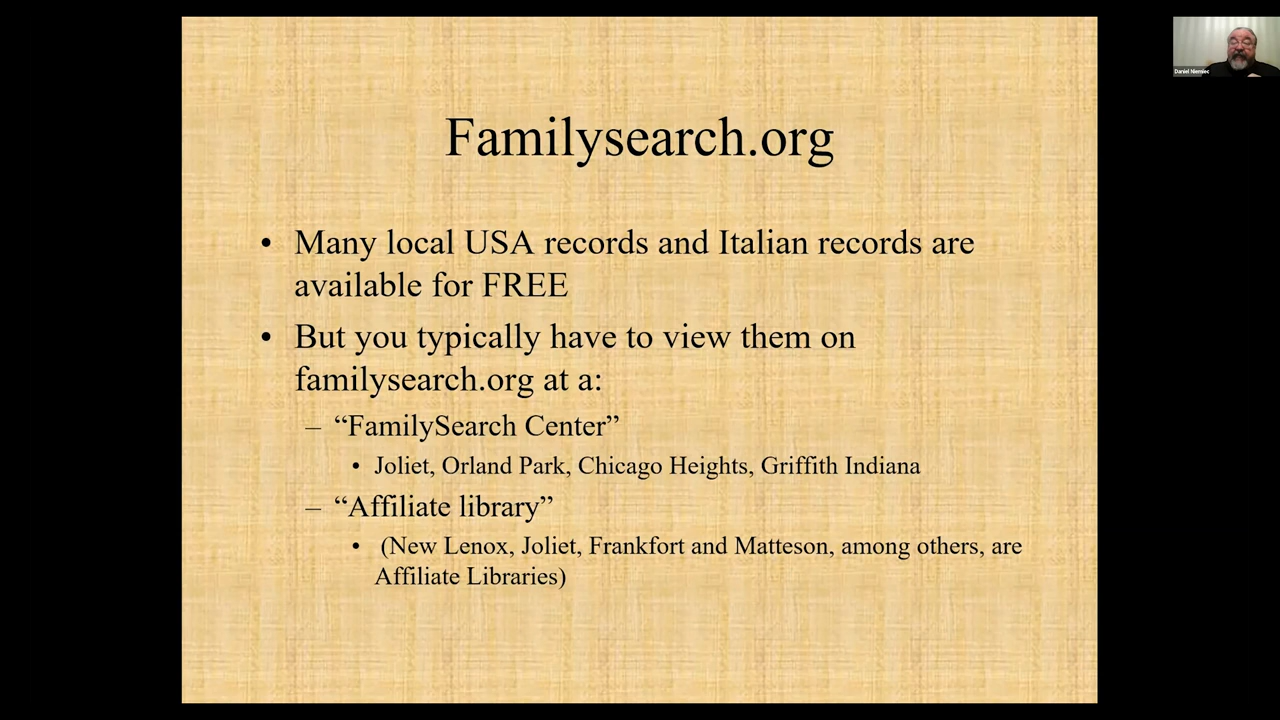 Familysearch.org
• Many local USA records and Italian records are
available for FREE
• But you typically have to view them on
familysearch.org at a:
– “FamilySearch Center”
• Joliet, Orland Park, Chicago Heights, Griffith Indiana
– “Affiliate library”
• (New Lenox, Joliet, Frankfort and Matteson, among others, are
Affiliate Libraries)
Daniel Niemiec